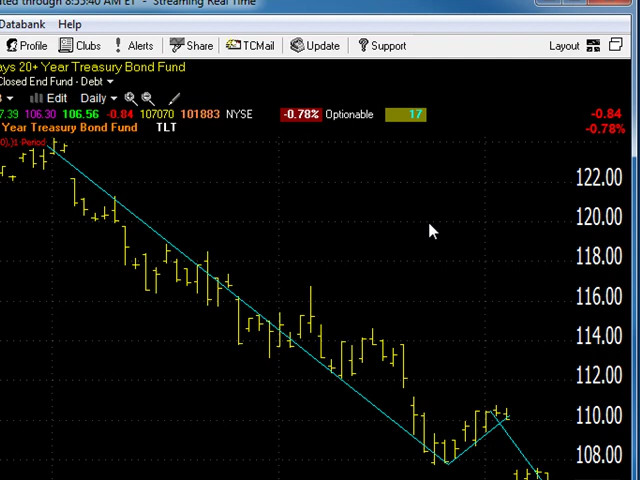 ated through 8:55:40 AM ET - Streaming Real Time
Databank Help
Profile Clubs Alerts Share TCMail Update Support Layout
ays 20+ Year Treasury Bond Fund
Closed End Fund - Debt
Edit Daily
7.39 106.30 106.56 -0.84 107070 101883 NYSE -0.78% Optionable 17 -0.84
-0.78%
Year Treasury Bond Fund TLT
1 Period
122.00
120.00
118.00
116.00
114.00
112.00
110.00
108.00